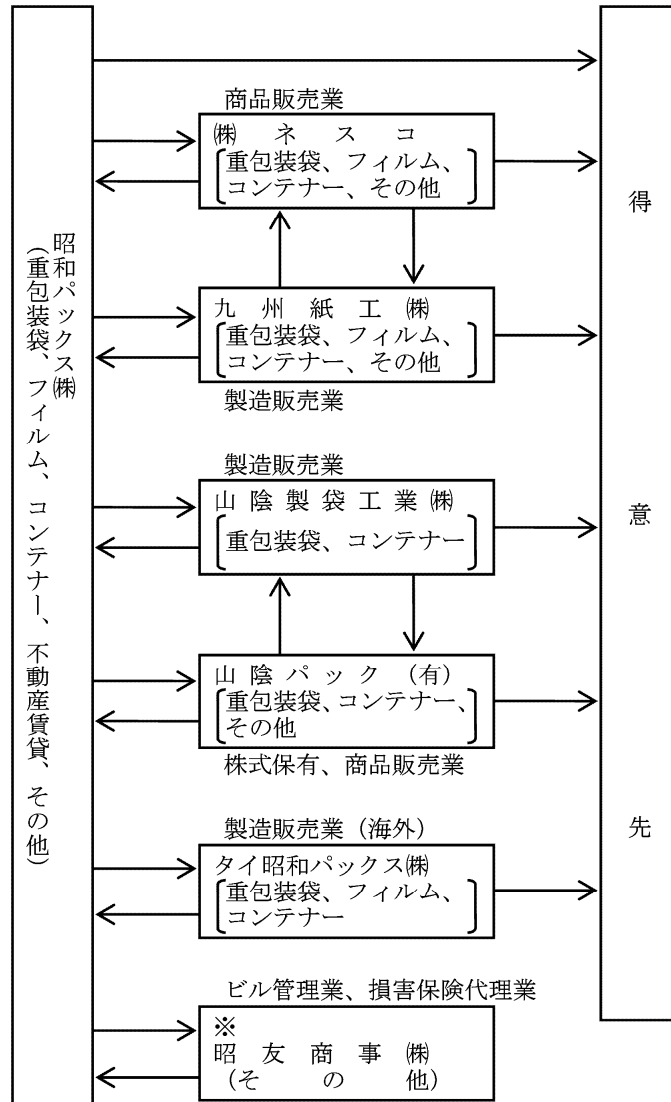 昭和パックス㈱
(重包装袋、フィルム、コンテナー、不動産賃貸、その他)
商品販売業
㈱ネスコ
重包装袋、フィルム、
コンテナー、その他
九州紙工㈱
重包装袋、フィルム、
コンテナー、その他
製造販売業
製造販売業
山陰製袋工業㈱
重包装袋、コンテナー
山陰パック(有)
重包装袋、コンテナー、
その他
株式保有、商品販売業
製造販売業(海外)
タイ昭和パックス㈱
重包装袋、フィルム、
コンテナー
ビル管理業、損害保険代理業
※
昭友商事㈱
(その他)
得意先